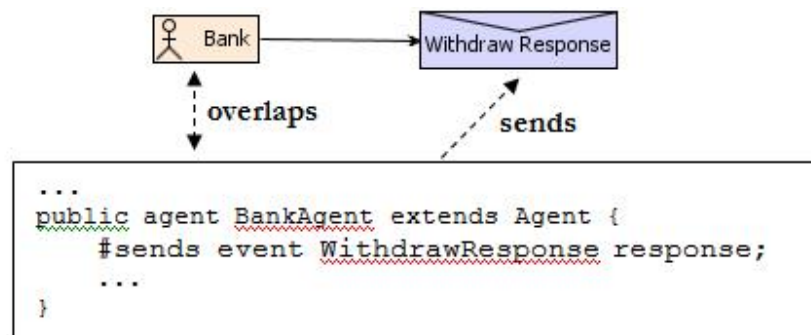 Bank
Withdraw Response
overlaps
sends
...
public agent BankAgent extends Agent {
#sends event WithdrawResponse response;
...
}